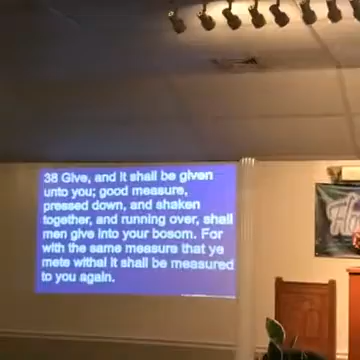 38 Give, and it shall be given
unto you; good measure,
pressed down, and shaken
together, and running over, shall
men give into your bosom. For
with the same measure that ye
mete withal it shall be measured
to you again.